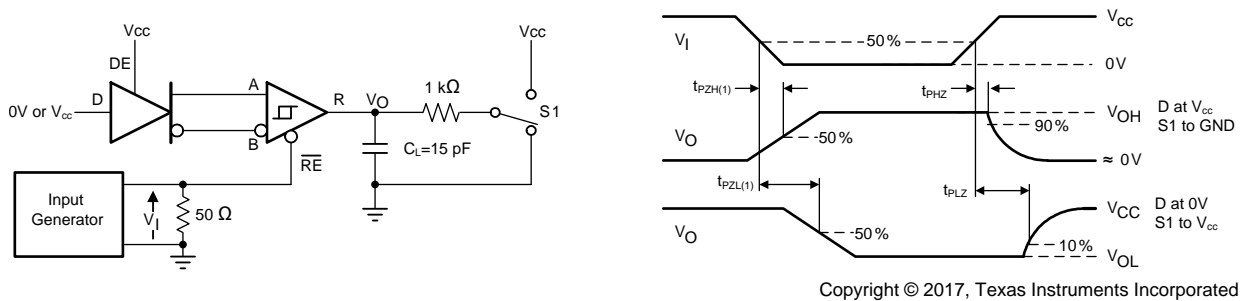 Vcc
DE
D
0V or Vcc
A
B
R
VO
1 kΩ
Vcc
S1
CL=15 pF
RE
Input
Generator
VI
50 Ω
VI
50%
Vcc
0V
tPZH(1)
tPHZ
VO
50%
VOH
90%
≈ 0V
D at Vcc
S1 to GND
tPZL(1)
tPLZ
VO
50%
VCC
10%
VOL
D at 0V
S1 to Vcc
Copyright © 2017, Texas Instruments Incorporated